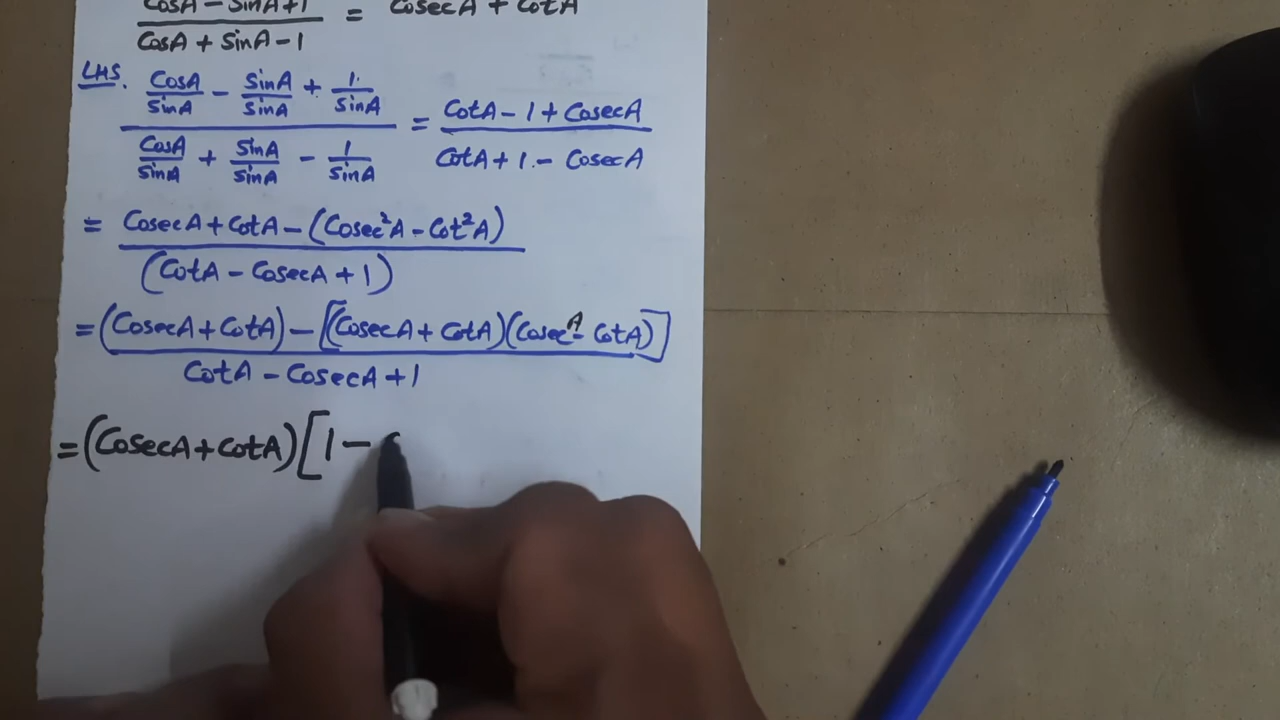 CosA - SinA+1 / CosA + SinA - 1 = CosecA + CotA
LHS. CosA/SinA - SinA/SinA + 1/SinA / CosA/SinA + SinA/SinA - 1/SinA = CotA - 1 + CosecA / CotA + 1 - CosecA
= CosecA + CotA - (Cosec²A - Cot²A) / (CotA - CosecA + 1)
= (CosecA + CotA) - [(CosecA + CotA)(CosecA - CotA)] / CotA - CosecA + 1
= (CosecA + CotA) [1 -